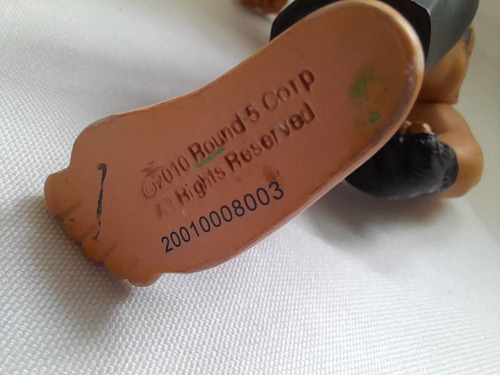 ©2010 Round 5 Corp
All Rights Reserved
20010008003